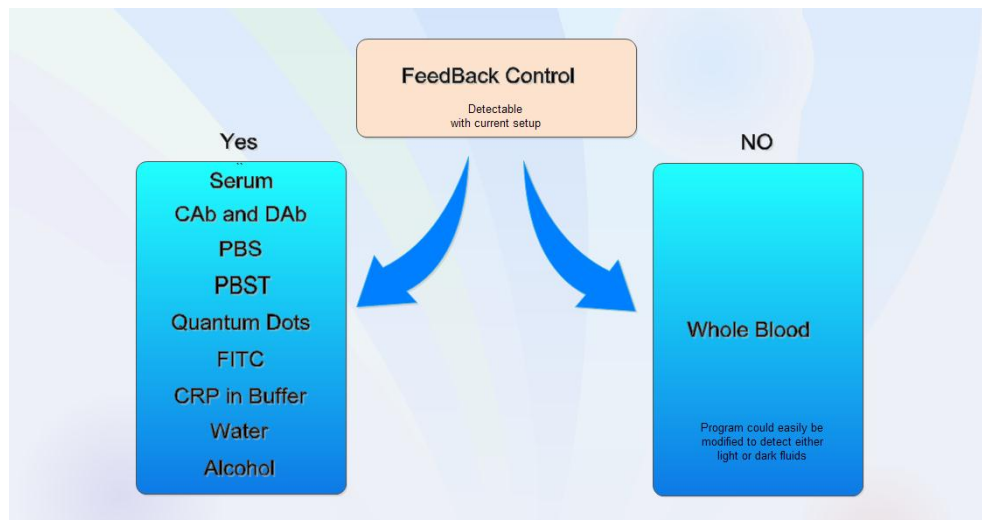 FeedBack Control
Detectable
with current setup
Yes
Serum
CAb and DAb
PBS
PBST
Quantum Dots
FITC
CRP in Buffer
Water
Alcohol
NO
Whole Blood
Program could easily be
modified to detect either
light or dark fluids